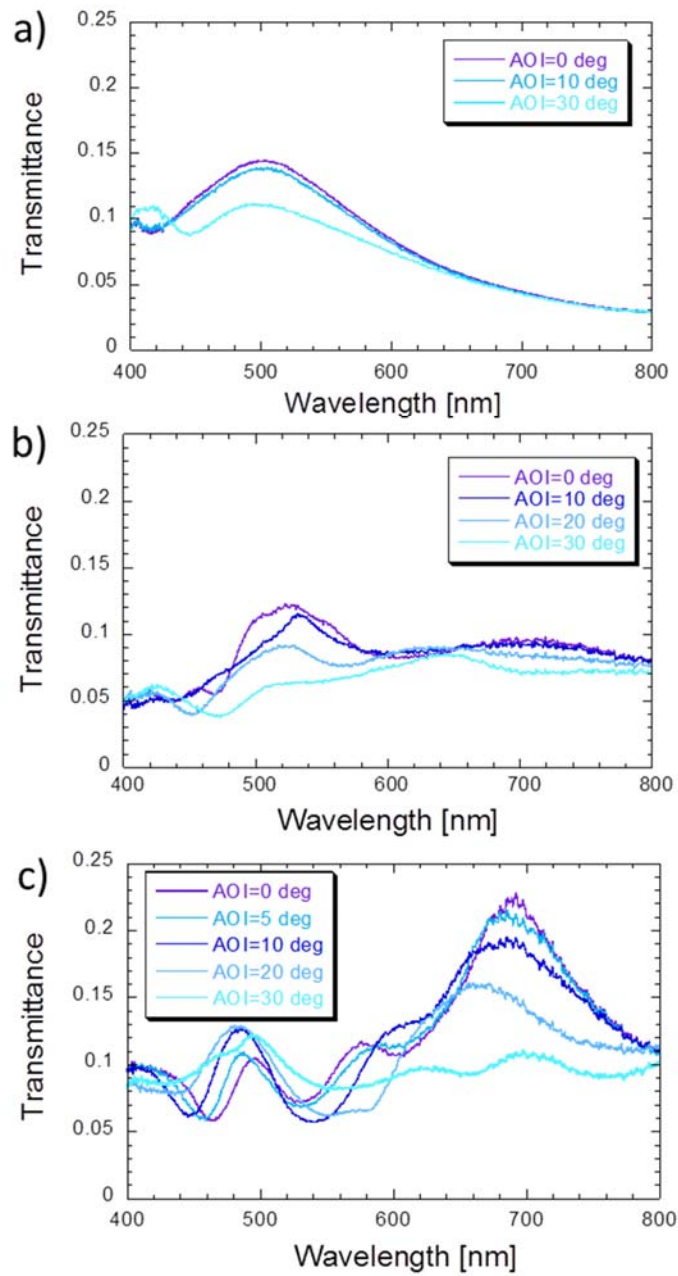 a)
0.25
0.2
0.15
0.1
0.05
0
Transmittance
AOI=0 deg
AOI=10 deg
AOI=30 deg
400 500 600 700 800
Wavelength [nm]
b)
0.25
0.2
0.15
0.1
0.05
0
Transmittance
AOI=0 deg
AOI=10 deg
AOI=20 deg
AOI=30 deg
400 500 600 700 800
Wavelength [nm]
c)
0.25
0.2
0.15
0.1
0.05
0
Transmittance
AOI=0 deg
AOI=5 deg
AOI=10 deg
AOI=20 deg
AOI=30 deg
400 500 600 700 800
Wavelength [nm]